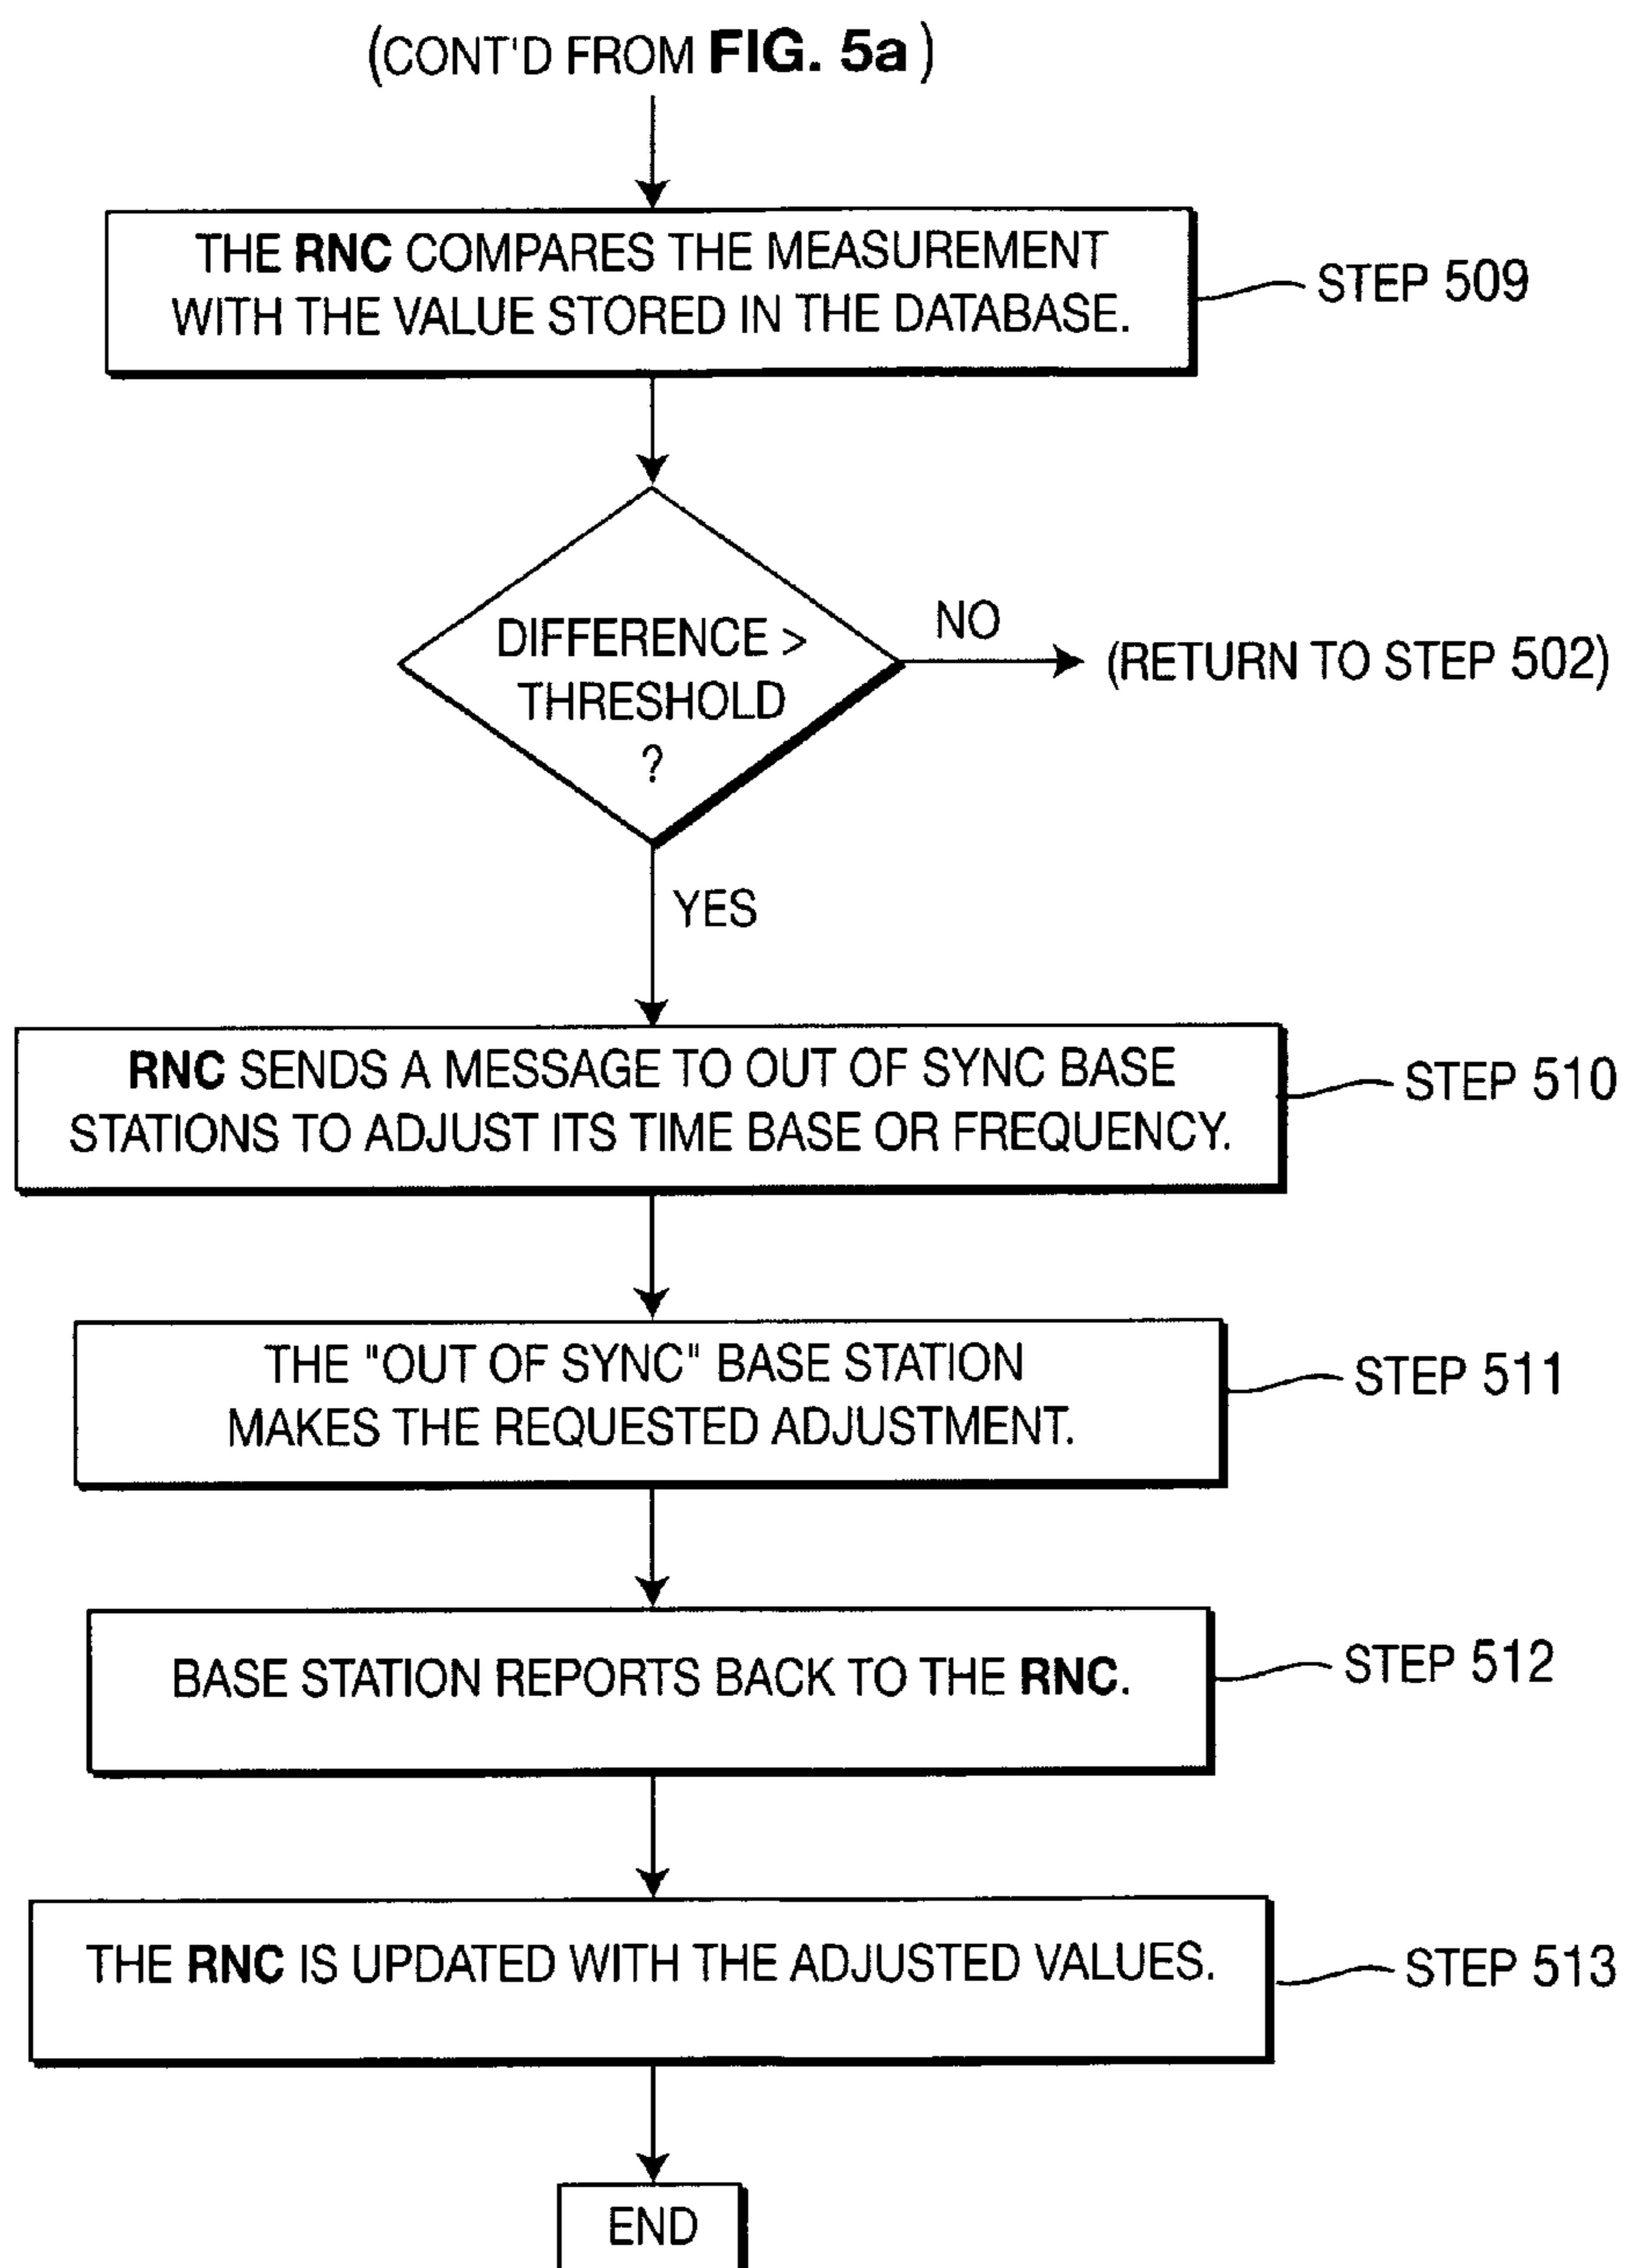 (CONT'D FROM FIG. 5a)
THE RNC COMPARES THE MEASUREMENT
WITH THE VALUE STORED IN THE DATABASE.
STEP 509
DIFFERENCE >
THRESHOLD
?
NO
(RETURN TO STEP 502)
YES
RNC SENDS A MESSAGE TO OUT OF SYNC BASE
STATIONS TO ADJUST ITS TIME BASE OR FREQUENCY.
STEP 510
THE "OUT OF SYNC" BASE STATION
MAKES THE REQUESTED ADJUSTMENT.
STEP 511
BASE STATION REPORTS BACK TO THE RNC.
STEP 512
THE RNC IS UPDATED WITH THE ADJUSTED VALUES.
STEP 513
END